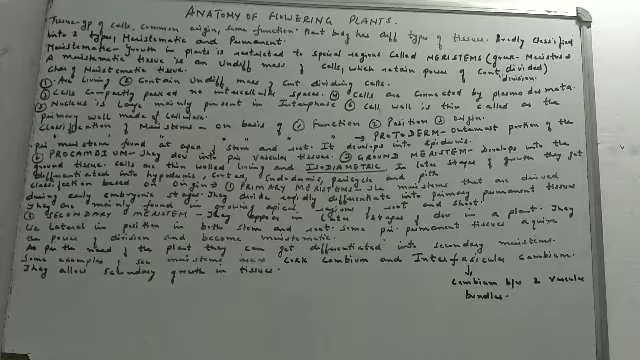 ANATOMY OF FLOWERING PLANTS.
Tissue - gp of cells, common origin, same function. Plant body has diff types of tissues. Broadly classified
into 2 types, Meristematic and Permanent.
Meristematic - growth in plants is restricted to special regions called MERISTEMS
A meristematic tissue is an undiff mass of cells, which retain power of cont. division.
Char of Meristematic tissue.
① Are living ② Contain Undiff mass of cont dividing cells.
③ Cells compactly packed no intercellular spaces. ④ Cells are connected by plasmodesmata.
⑤ Nucleus is Large mainly present in Interphase ⑥ Cell wall is thin called as the
primary wall made of cellulose.
Classification of Meristems - on basis of ① Function ② Position ③ Origin.
→ PROTODERM - Outermost portion of the
pri meristem found at apex of stem and root. It develops into Epidermis.
② PROCAMBIUM - They dev into pri vascular tissues. ③ GROUND MERISTEM - Develops into the
ground tissue. Cells are thin walled living and ISODIAMETRIC. In later stages of growth they get
differentiated into hypodermis, cortex, Endodermis, pericycle and pith
Classification based on Origin → ① PRIMARY MERISTEMS - The meristems that are derived
during early embryonic stages. They divide rapidly differentiate into primary permanent tissues
They are mainly found in growing apical regions of root and shoot.
② SECONDARY MERISTEM - They appear in later stages of dev in a plant. They
lie lateral in position in both stem and root. Some pri. permanent tissues aquire
the power of division and become meristematic.
As per the need of the plant they can get differentiated into secondary meristems.
Some examples of sec meristems are → Cork Cambium and Interfascicular Cambium.
They allow secondary growth in tissues.
↓
Cambium b/w 2 vascular
bundles.